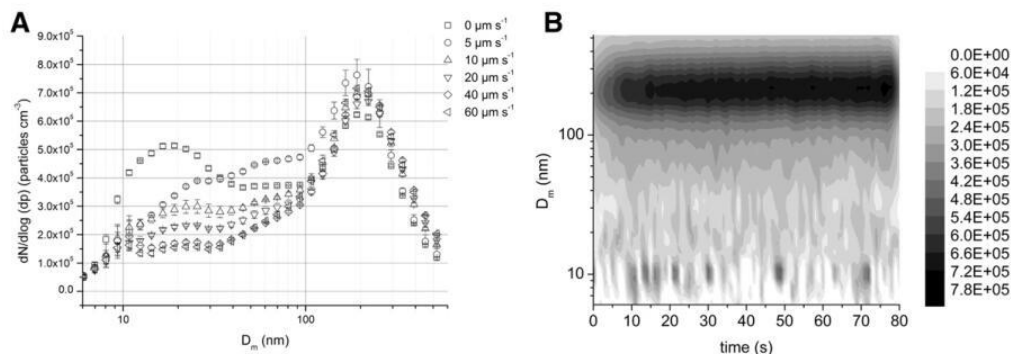 A
0 µm s⁻¹
5 µm s⁻¹
10 µm s⁻¹
20 µm s⁻¹
40 µm s⁻¹
60 µm s⁻¹
9.0x10⁵
8.0x10⁵
7.0x10⁵
6.0x10⁵
5.0x10⁵
4.0x10⁵
3.0x10⁵
2.0x10⁵
1.0x10⁵
0.0
dN/dlog (dp) (particles cm⁻³)
10
100
Dₘ (nm)
B
100
10
Dₘ (nm)
0 10 20 30 40 50 60 70 80
time (s)
0.0E+00
6.0E+04
1.2E+05
1.8E+05
2.4E+05
3.0E+05
3.6E+05
4.2E+05
4.8E+05
5.4E+05
6.0E+05
6.6E+05
7.2E+05
7.8E+05